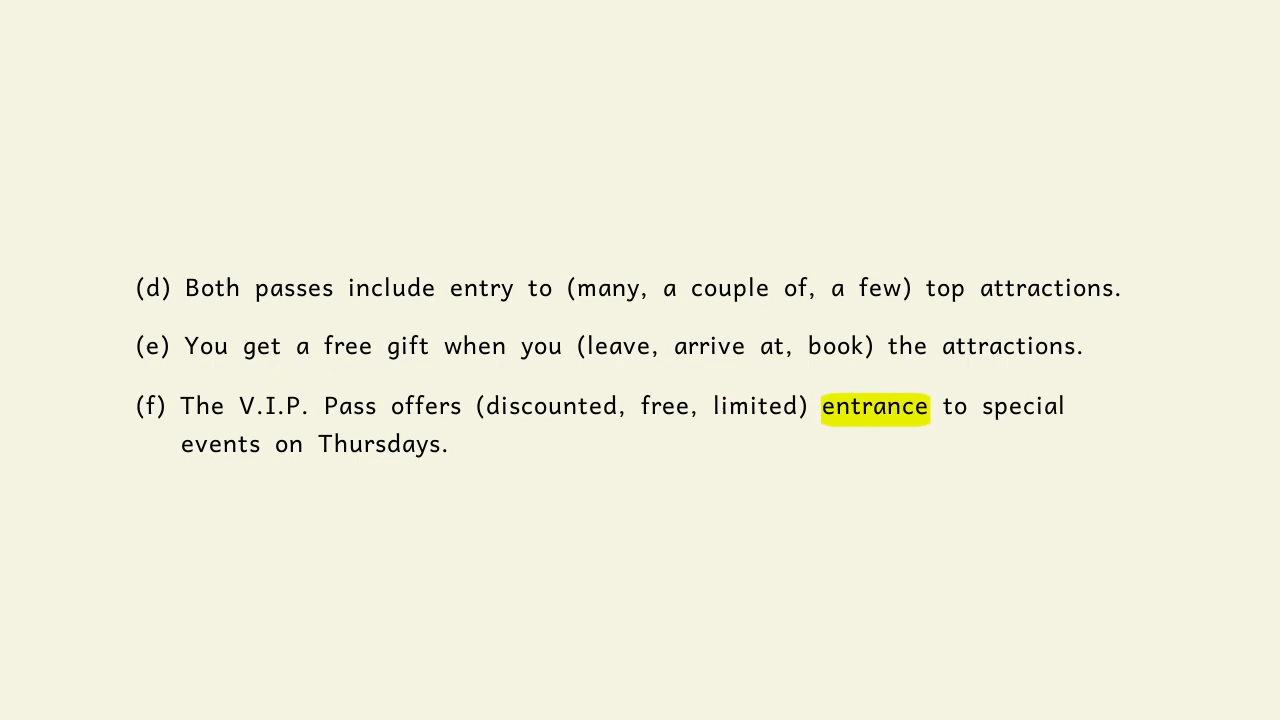 (d) Both passes include entry to (many, a couple of, a few) top attractions.
(e) You get a free gift when you (leave, arrive at, book) the attractions.
(f) The V.I.P. Pass offers (discounted, free, limited) entrance to special
events on Thursdays.